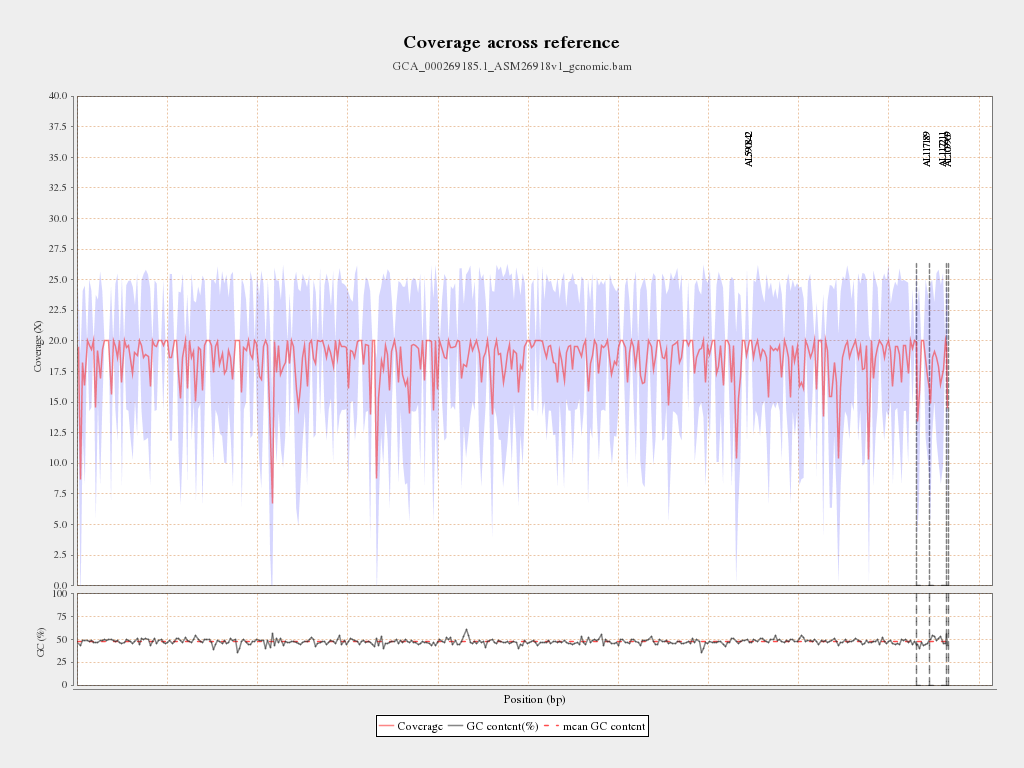 Coverage across reference
GCA_000269185.1_ASM26918v1_genomic.bam
40.0
37.5
35.0
32.5
30.0
27.5
25.0
22.5
20.0
17.5
15.0
12.5
10.0
7.5
5.0
2.5
0.0
Coverage (X)
AL590842
AL117189
AL117211
100
75
50
25
0
GC (%)
Position (bp)
Coverage GC content(%) mean GC content